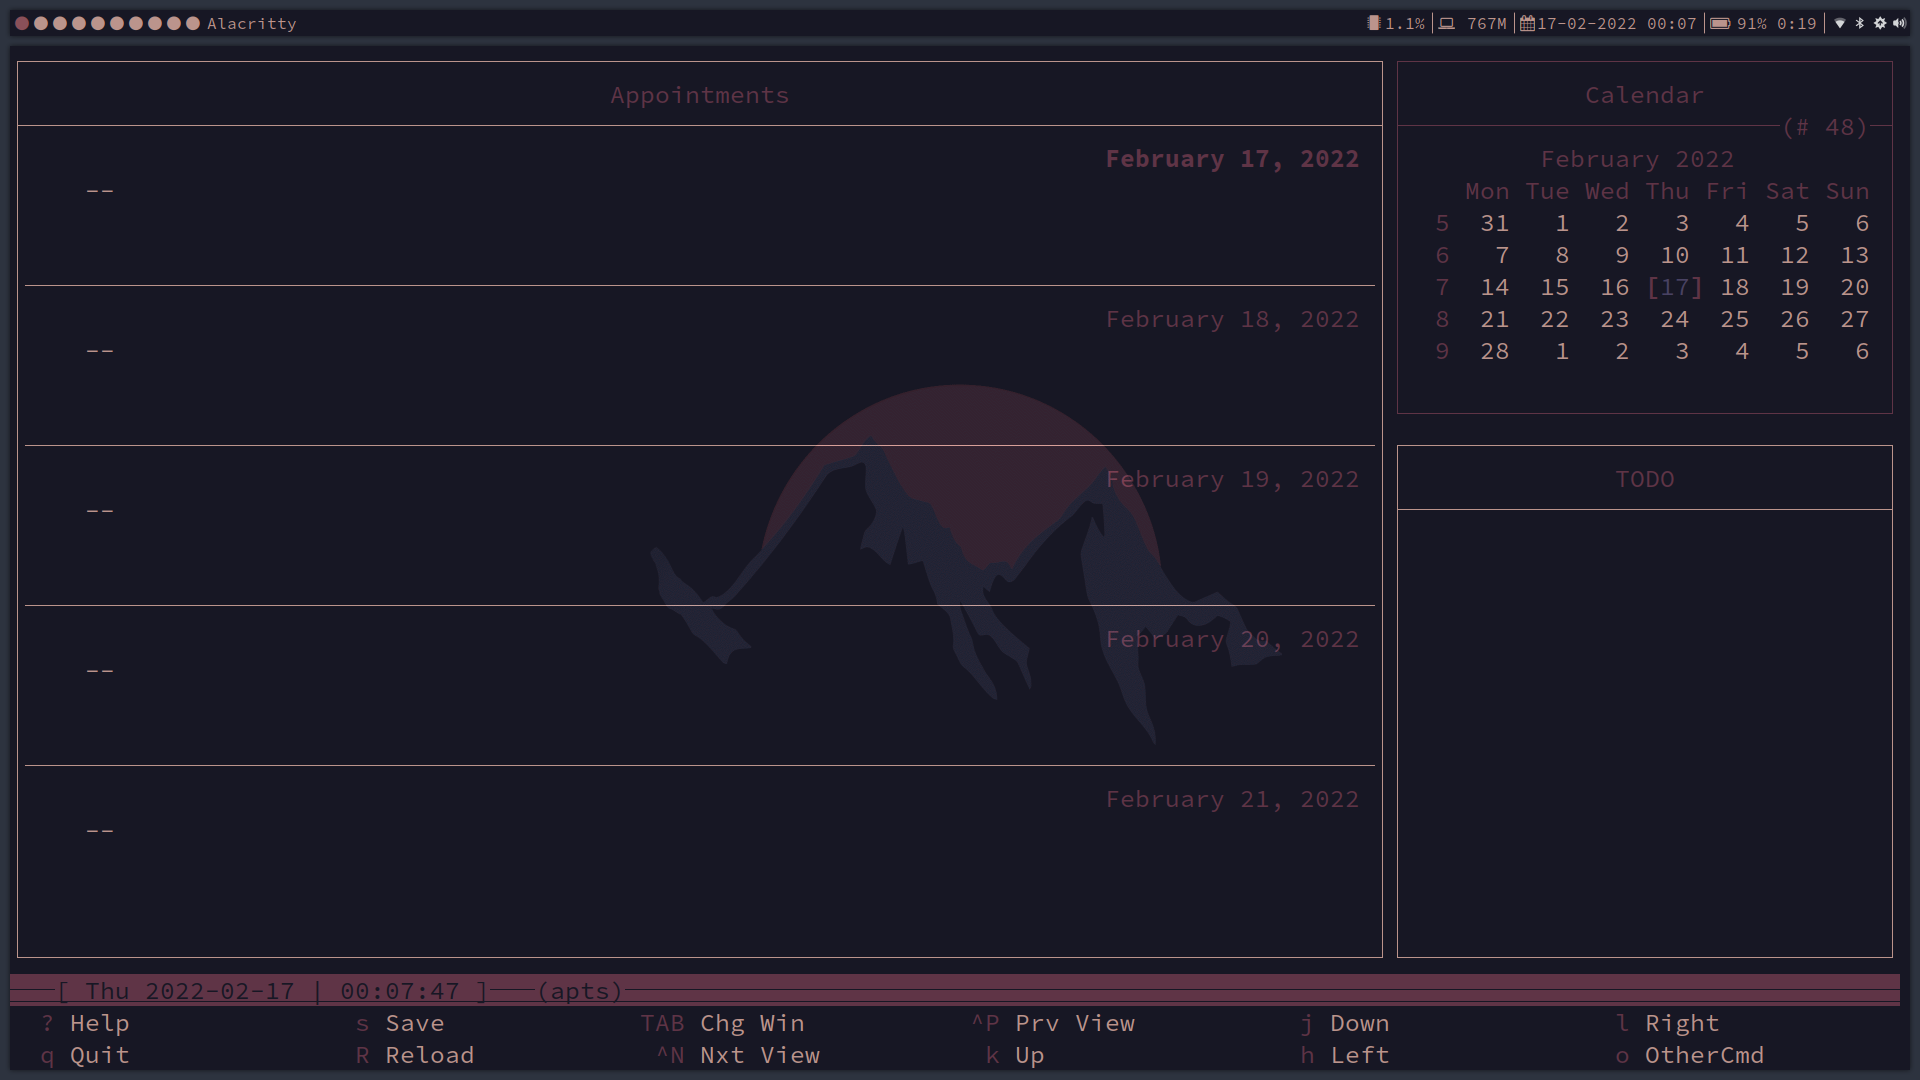 Alacritty 1.1% 767M 17-02-2022 00:07 91% 0:19
Appointments
February 17, 2022
--
February 18, 2022
--
February 19, 2022
--
February 20, 2022
--
February 21, 2022
--
Calendar
(# 48)
February 2022
Mon Tue Wed Thu Fri Sat Sun
5 31 1 2 3 4 5 6
6 7 8 9 10 11 12 13
7 14 15 16 [17] 18 19 20
8 21 22 23 24 25 26 27
9 28 1 2 3 4 5 6
TODO
[ Thu 2022-02-17 | 00:07:47 ] (apts)
? Help s Save TAB Chg Win ^P Prv View j Down l Right
q Quit R Reload ^N Nxt View k Up h Left o OtherCmd